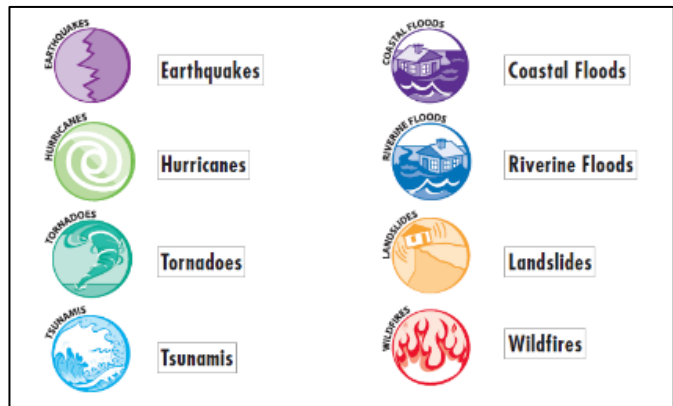 EARTHQUAKES
Earthquakes
COASTAL FLOODS
Coastal Floods
HURRICANES
Hurricanes
RIVERINE FLOODS
Riverine Floods
TORNADOES
Tornadoes
LANDSLIDES
Landslides
TSUNAMIS
Tsunamis
WILDFIRES
Wildfires